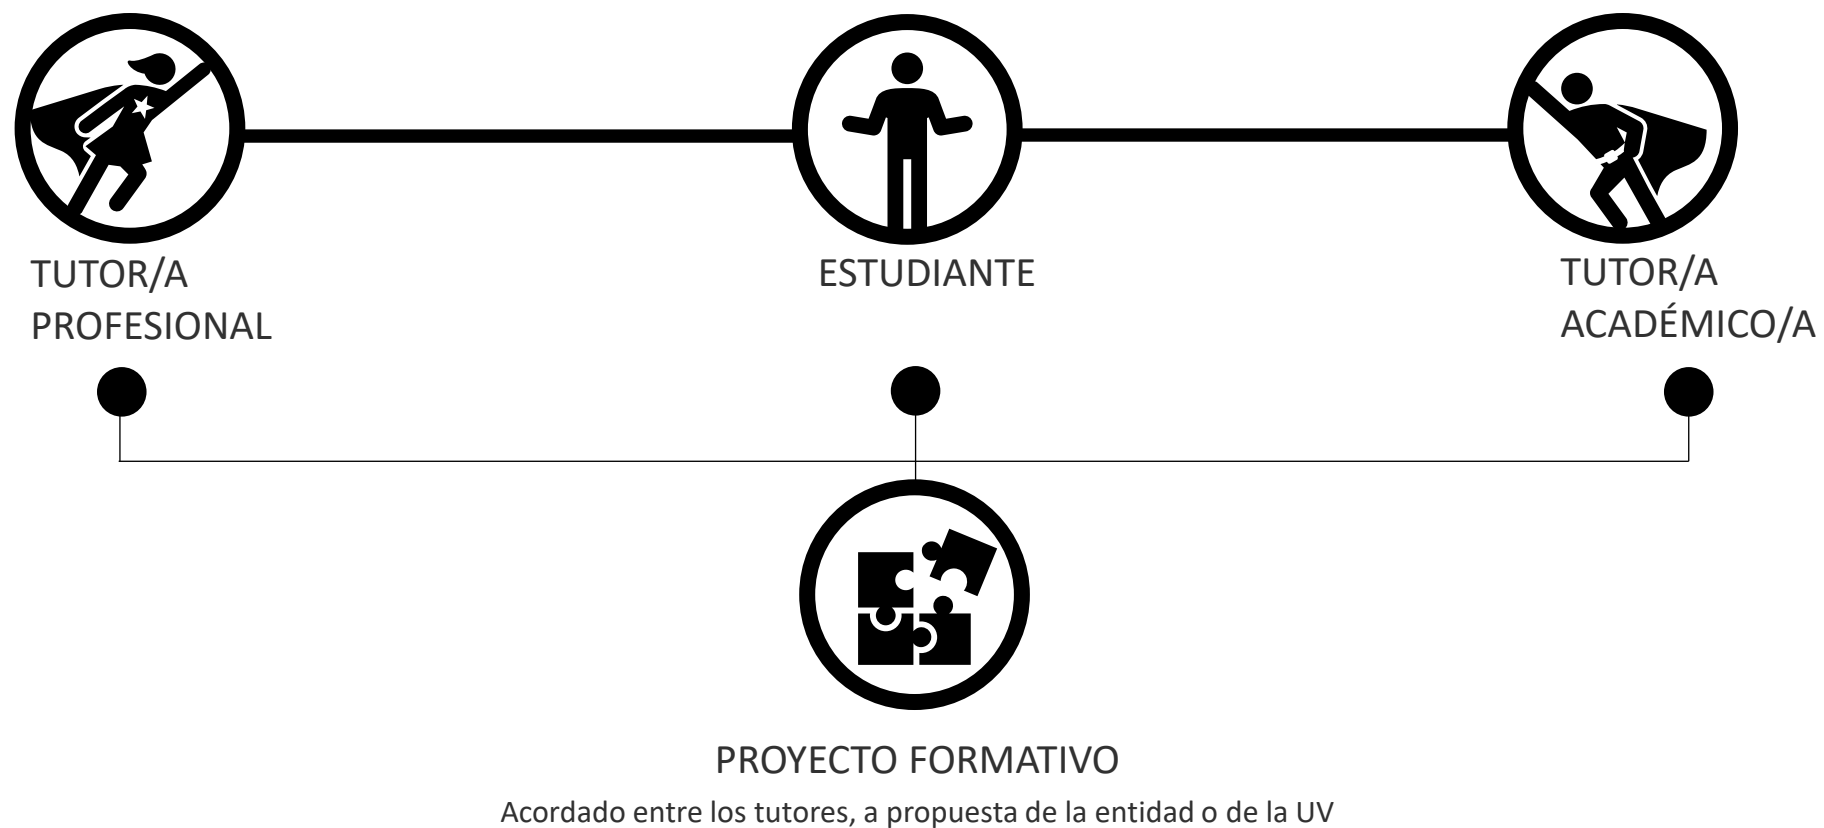 TUTOR/A
PROFESIONAL
ESTUDIANTE
TUTOR/A
ACADÉMICO/A
PROYECTO FORMATIVO
Acordado entre los tutores, a propuesta de la entidad o de la UV